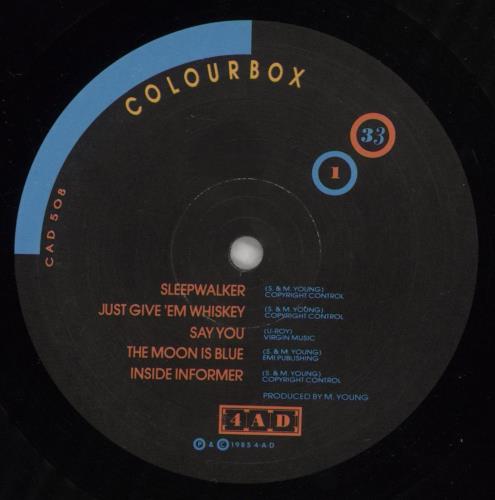 COLOURBOX
33
1
CAD 508
SLEEPWALKER (S. & M. YOUNG)
COPYRIGHT CONTROL
JUST GIVE 'EM WHISKEY (S. & M. YOUNG)
COPYRIGHT CONTROL
SAY YOU (U-ROY)
VIRGIN MUSIC
THE MOON IS BLUE (S. & M. YOUNG)
EMI PUBLISHING
INSIDE INFORMER (S. & M. YOUNG)
COPYRIGHT CONTROL
PRODUCED BY M. YOUNG
4AD
Ⓟ & © 1985 4·A·D